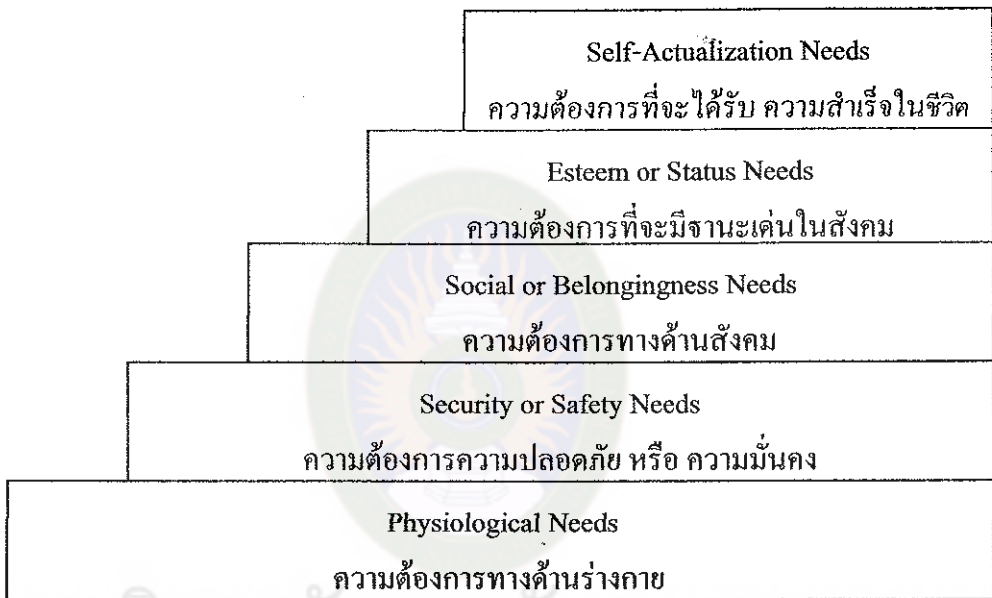 Self-Actualization Needs
ความต้องการที่จะได้รับ ความสำเร็จในชีวิต
Esteem or Status Needs
ความต้องการที่จะมีฐานะเด่นในสังคม
Social or Belongingness Needs
ความต้องการทางด้านสังคม
Security or Safety Needs
ความต้องการความปลอดภัย หรือ ความมั่นคง
Physiological Needs
ความต้องการทางด้านร่างกาย